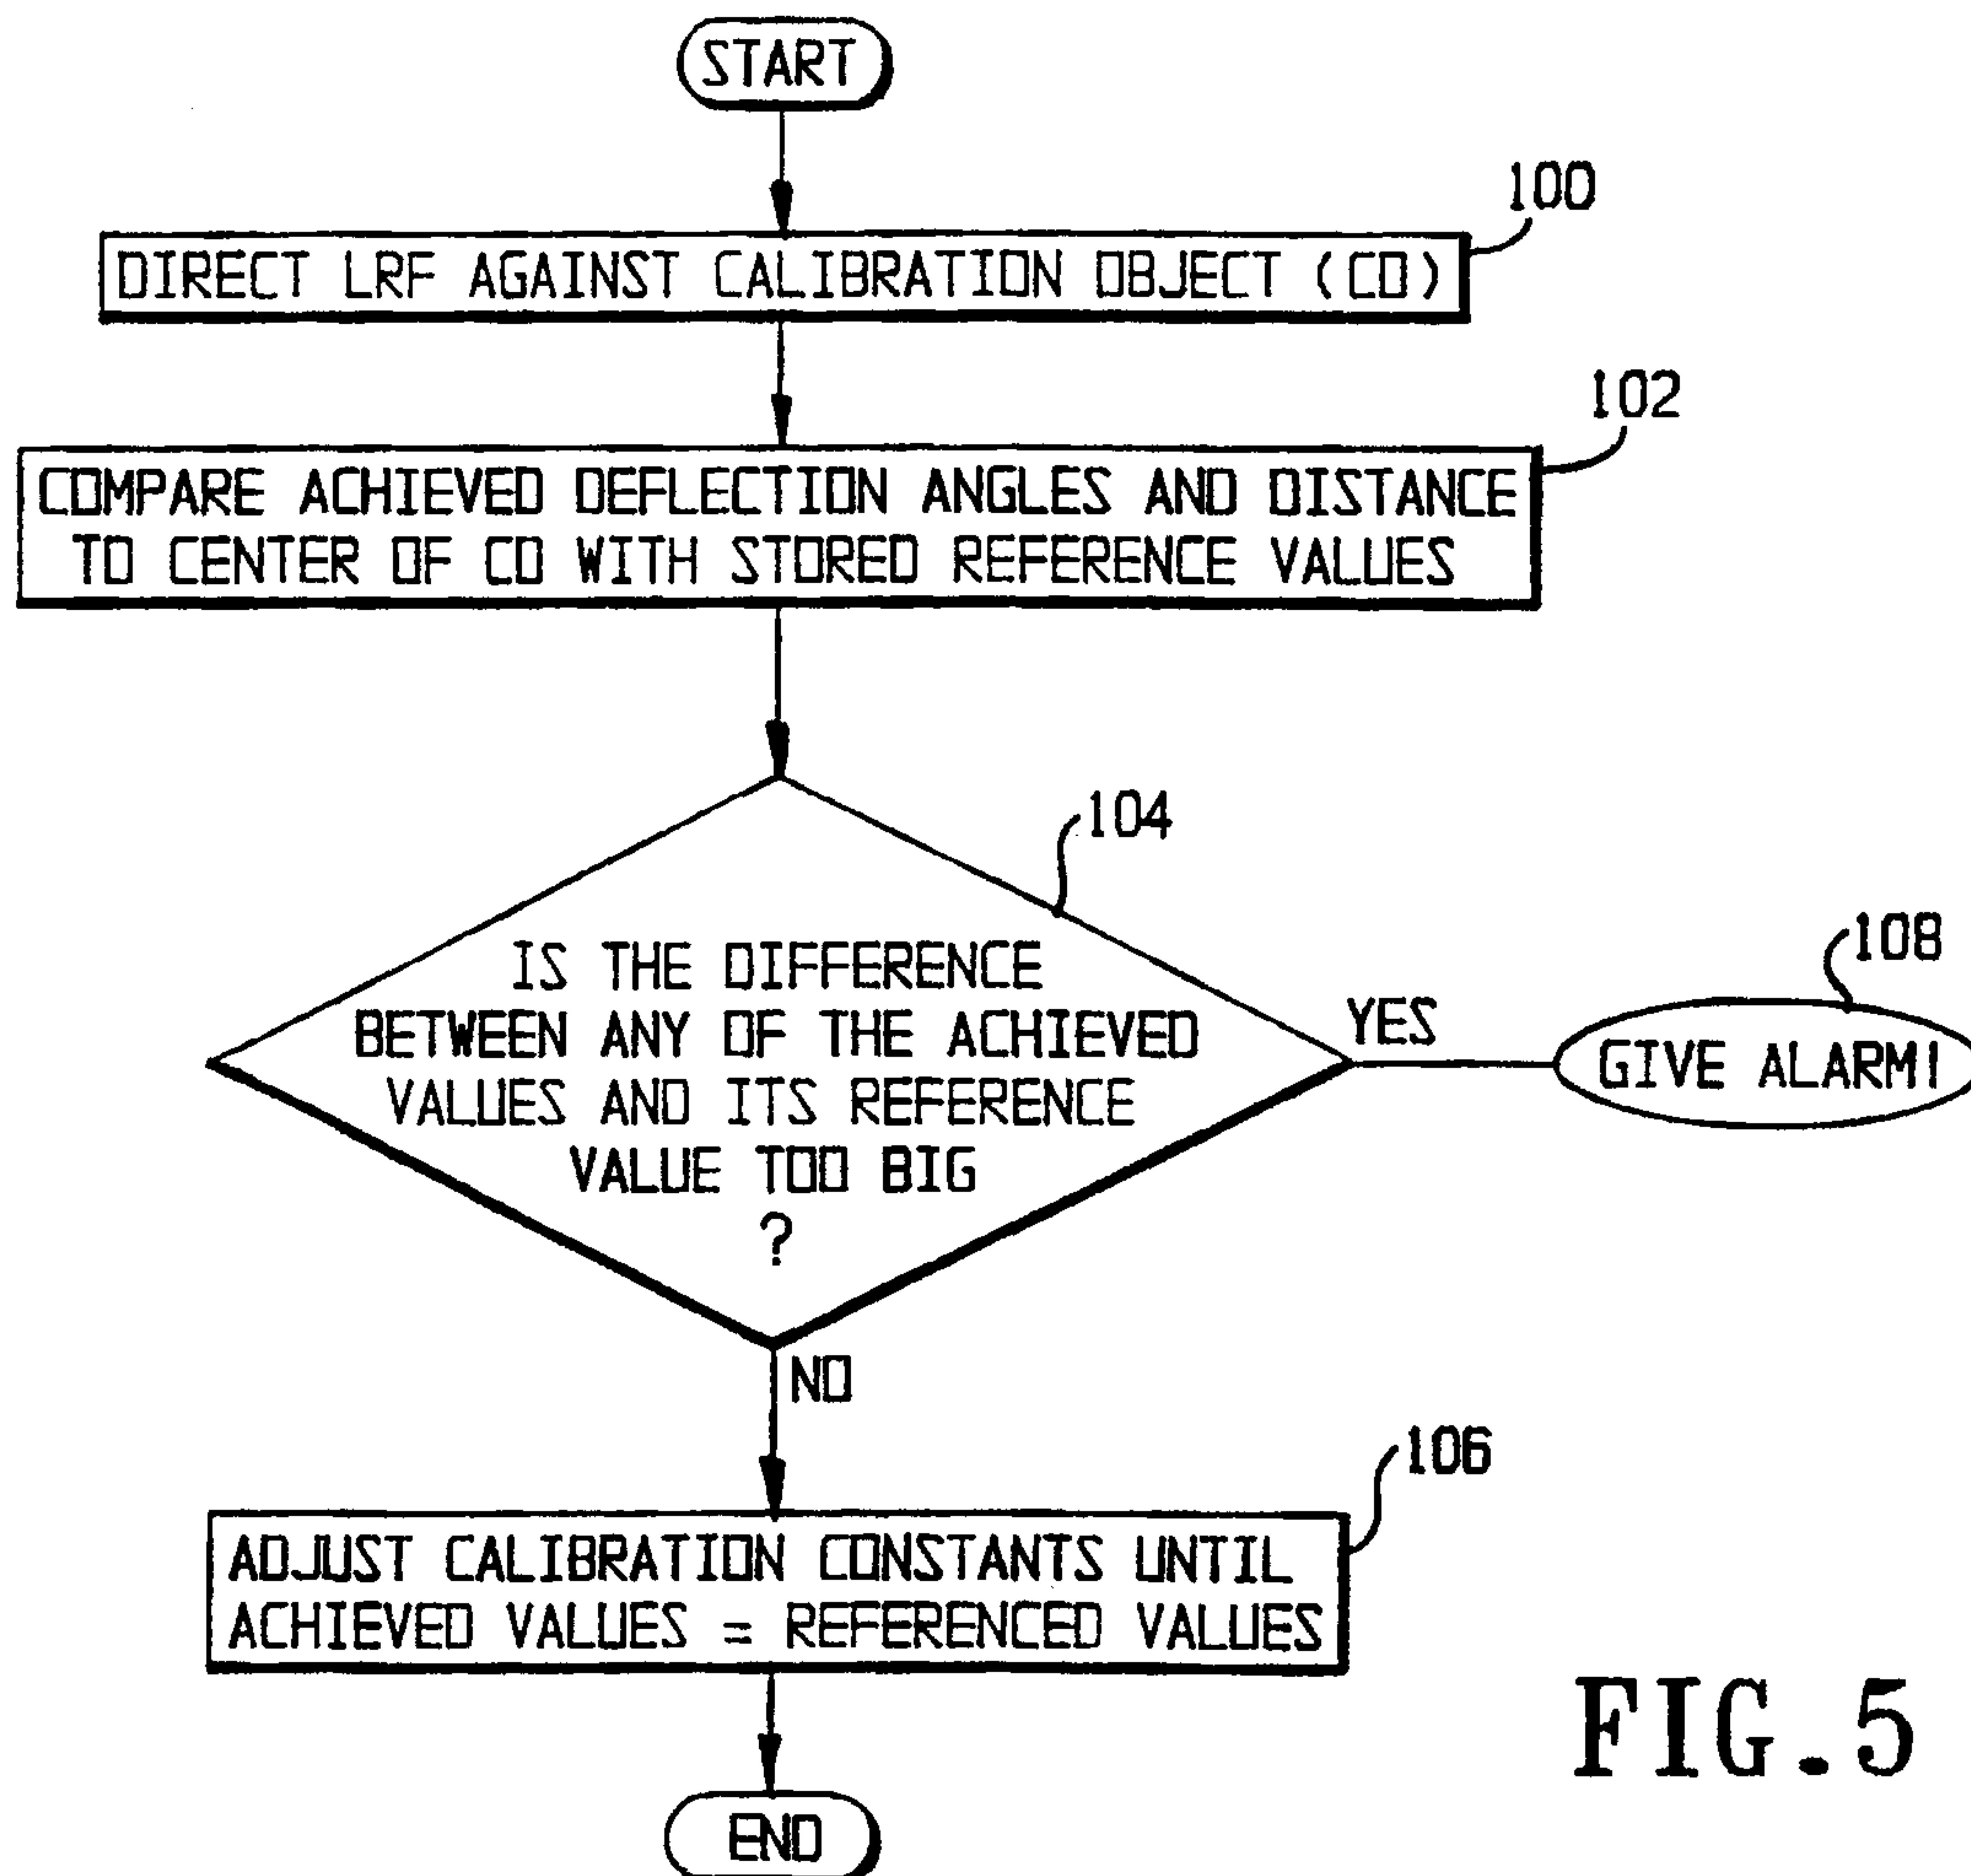 START
100
DIRECT LRF AGAINST CALIBRATION OBJECT (CO)
102
COMPARE ACHIEVED DEFLECTION ANGLES AND DISTANCE
TO CENTER OF CO WITH STORED REFERENCE VALUES
104
IS THE DIFFERENCE
BETWEEN ANY OF THE ACHIEVED
VALUES AND ITS REFERENCE
VALUE TOO BIG
?
YES
108
GIVE ALARM!
NO
106
ADJUST CALIBRATION CONSTANTS UNTIL
ACHIEVED VALUES = REFERENCED VALUES
END
FIG.5